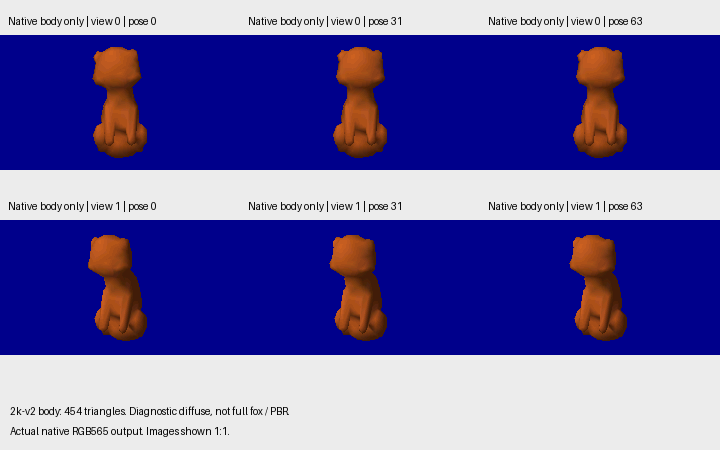 Native body only | view 0 | pose 0
Native body only | view 0 | pose 31
Native body only | view 0 | pose 63
Native body only | view 1 | pose 0
Native body only | view 1 | pose 31
Native body only | view 1 | pose 63
2k-v2 body: 454 triangles. Diagnostic diffuse, not full fox / PBR.
Actual native RGB565 output. Images shown 1:1.